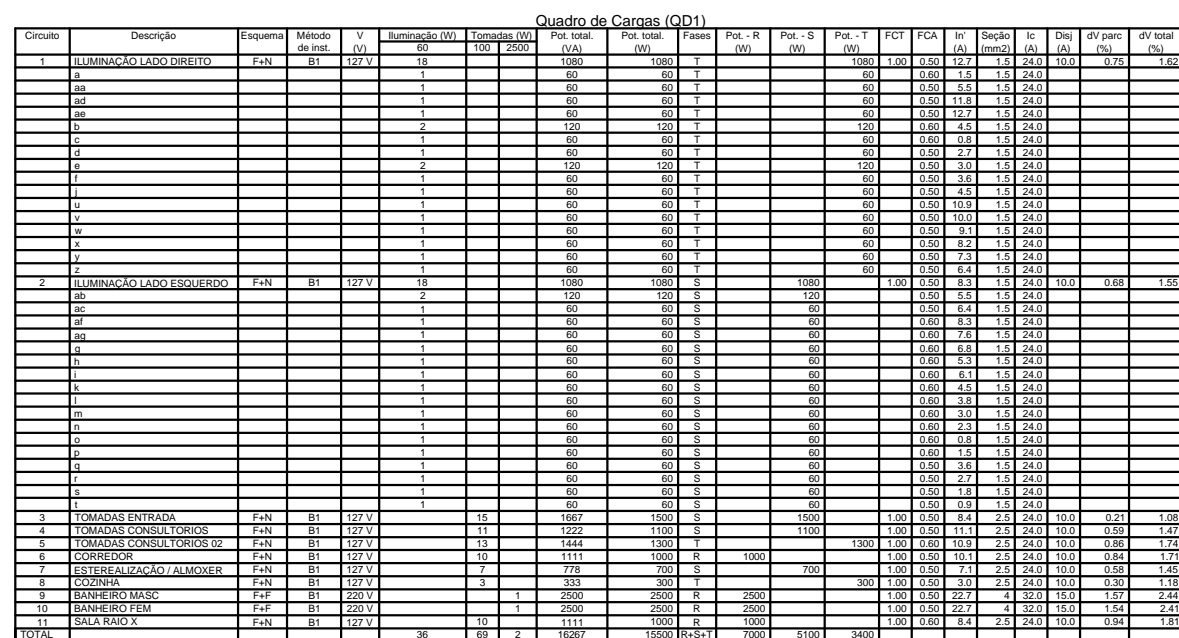 Quadro de Cargas (QD1)
Circuito Descrição Esquema Método de inst. V (V) Iluminação (W) 60 Tomadas (W) 100 2500 Pot. total. (VA) Pot. total. (W) Fases Pot. - R (W) Pot. - S (W) Pot. - T (W) FCT FCA In' (A) Seção (mm2) Ic (A) Disj (A) dV parc (%) dV total (%)
1 ILUMINAÇÃO LADO DIREITO F+N B1 127 V 18 1080 1080 T 1080 1.00 0.50 12.7 1.5 24.0 10.0 0.75 1.62
a 1 60 60 T 60 0.60 1.5 1.5 24.0
aa 1 60 60 T 60 0.50 5.5 1.5 24.0
ad 1 60 60 T 60 0.50 11.8 1.5 24.0
ae 1 60 60 T 60 0.50 12.7 1.5 24.0
b 2 120 120 T 120 0.60 4.5 1.5 24.0
c 1 60 60 T 60 0.60 0.8 1.5 24.0
d 1 60 60 T 60 0.50 2.7 1.5 24.0
e 2 120 120 T 120 0.60 3.0 1.5 24.0
f 1 60 60 T 60 0.50 3.6 1.5 24.0
j 1 60 60 T 60 0.50 4.5 1.5 24.0
u 1 60 60 T 60 0.50 10.9 1.5 24.0
v 1 60 60 T 60 0.50 10.0 1.5 24.0
w 1 60 60 T 60 0.50 9.1 1.5 24.0
x 1 60 60 T 60 0.50 8.2 1.5 24.0
y 1 60 60 T 60 0.50 7.3 1.5 24.0
z 1 60 60 T 60 0.50 6.4 1.5 24.0
2 ILUMINAÇÃO LADO ESQUERDO F+N B1 127 V 18 1080 1080 S 1080 1.00 0.50 8.3 1.5 24.0 10.0 0.68 1.55
ab 2 120 120 S 120 0.50 5.5 1.5 24.0
ac 1 60 60 S 60 0.50 6.4 1.5 24.0
af 1 60 60 S 60 0.60 8.3 1.5 24.0
ag 1 60 60 S 60 0.60 7.6 1.5 24.0
g 1 60 60 S 60 0.60 6.8 1.5 24.0
h 1 60 60 S 60 0.60 5.3 1.5 24.0
i 1 60 60 S 60 0.60 6.1 1.5 24.0
k 1 60 60 S 60 0.60 4.5 1.5 24.0
l 1 60 60 S 60 0.60 3.8 1.5 24.0
m 1 60 60 S 60 0.60 3.0 1.5 24.0
n 1 60 60 S 60 0.60 2.3 1.5 24.0
o 1 60 60 S 60 0.60 0.8 1.5 24.0
p 1 60 60 S 60 0.60 1.5 1.5 24.0
q 1 60 60 S 60 0.50 3.6 1.5 24.0
r 1 60 60 S 60 0.50 2.7 1.5 24.0
s 1 60 60 S 60 0.50 1.8 1.5 24.0
t 1 60 60 S 60 0.50 0.9 1.5 24.0
3 TOMADAS ENTRADA F+N B1 127 V 15 1667 1500 S 1500 1.00 0.50 8.4 2.5 24.0 10.0 0.21 1.08
4 TOMADAS CONSULTORIOS F+N B1 127 V 11 1222 1100 S 1100 1.00 0.50 11.1 2.5 24.0 10.0 0.59 1.47
5 TOMADAS CONSULTORIOS 02 F+N B1 127 V 13 1444 1300 T 1300 1.00 0.60 10.9 2.5 24.0 10.0 0.86 1.74
6 CORREDOR F+N B1 127 V 10 1111 1000 R 1000 1.00 0.50 10.1 2.5 24.0 10.0 0.84 1.71
7 ESTEREALIZAÇÃO / ALMOXER F+N B1 127 V 7 778 700 S 700 1.00 0.50 7.1 2.5 24.0 10.0 0.58 1.45
8 COZINHA F+N B1 127 V 3 333 300 T 300 1.00 0.50 3.0 2.5 24.0 10.0 0.30 1.18
9 BANHEIRO MASC F+F B1 220 V 1 2500 2500 R 2500 1.00 0.50 22.7 4 32.0 15.0 1.57 2.44
10 BANHEIRO FEM F+F B1 220 V 1 2500 2500 R 2500 1.00 0.50 22.7 4 32.0 15.0 1.54 2.41
11 SALA RAIO X F+N B1 127 V 10 1111 1000 R 1000 1.00 0.60 8.4 2.5 24.0 10.0 0.94 1.81
TOTAL 36 69 2 16267 15500 R+S+T 7000 5100 3400